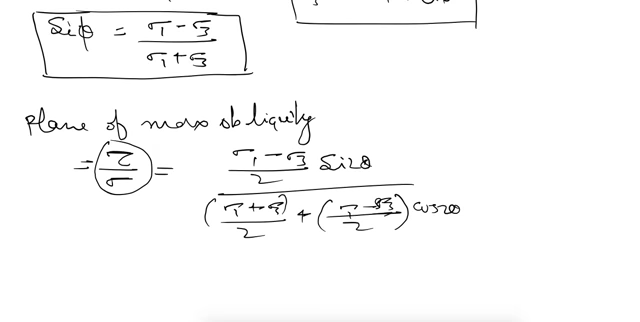 Sinϕ = (σ1 - σ3) / (σ1 + σ3)
Plane of max obliquity
= τ/σ = ((σ1 - σ3)/2 Sin2θ) / ((σ1 + σ3)/2 + ((σ1 - σ3)/2) cos2θ)